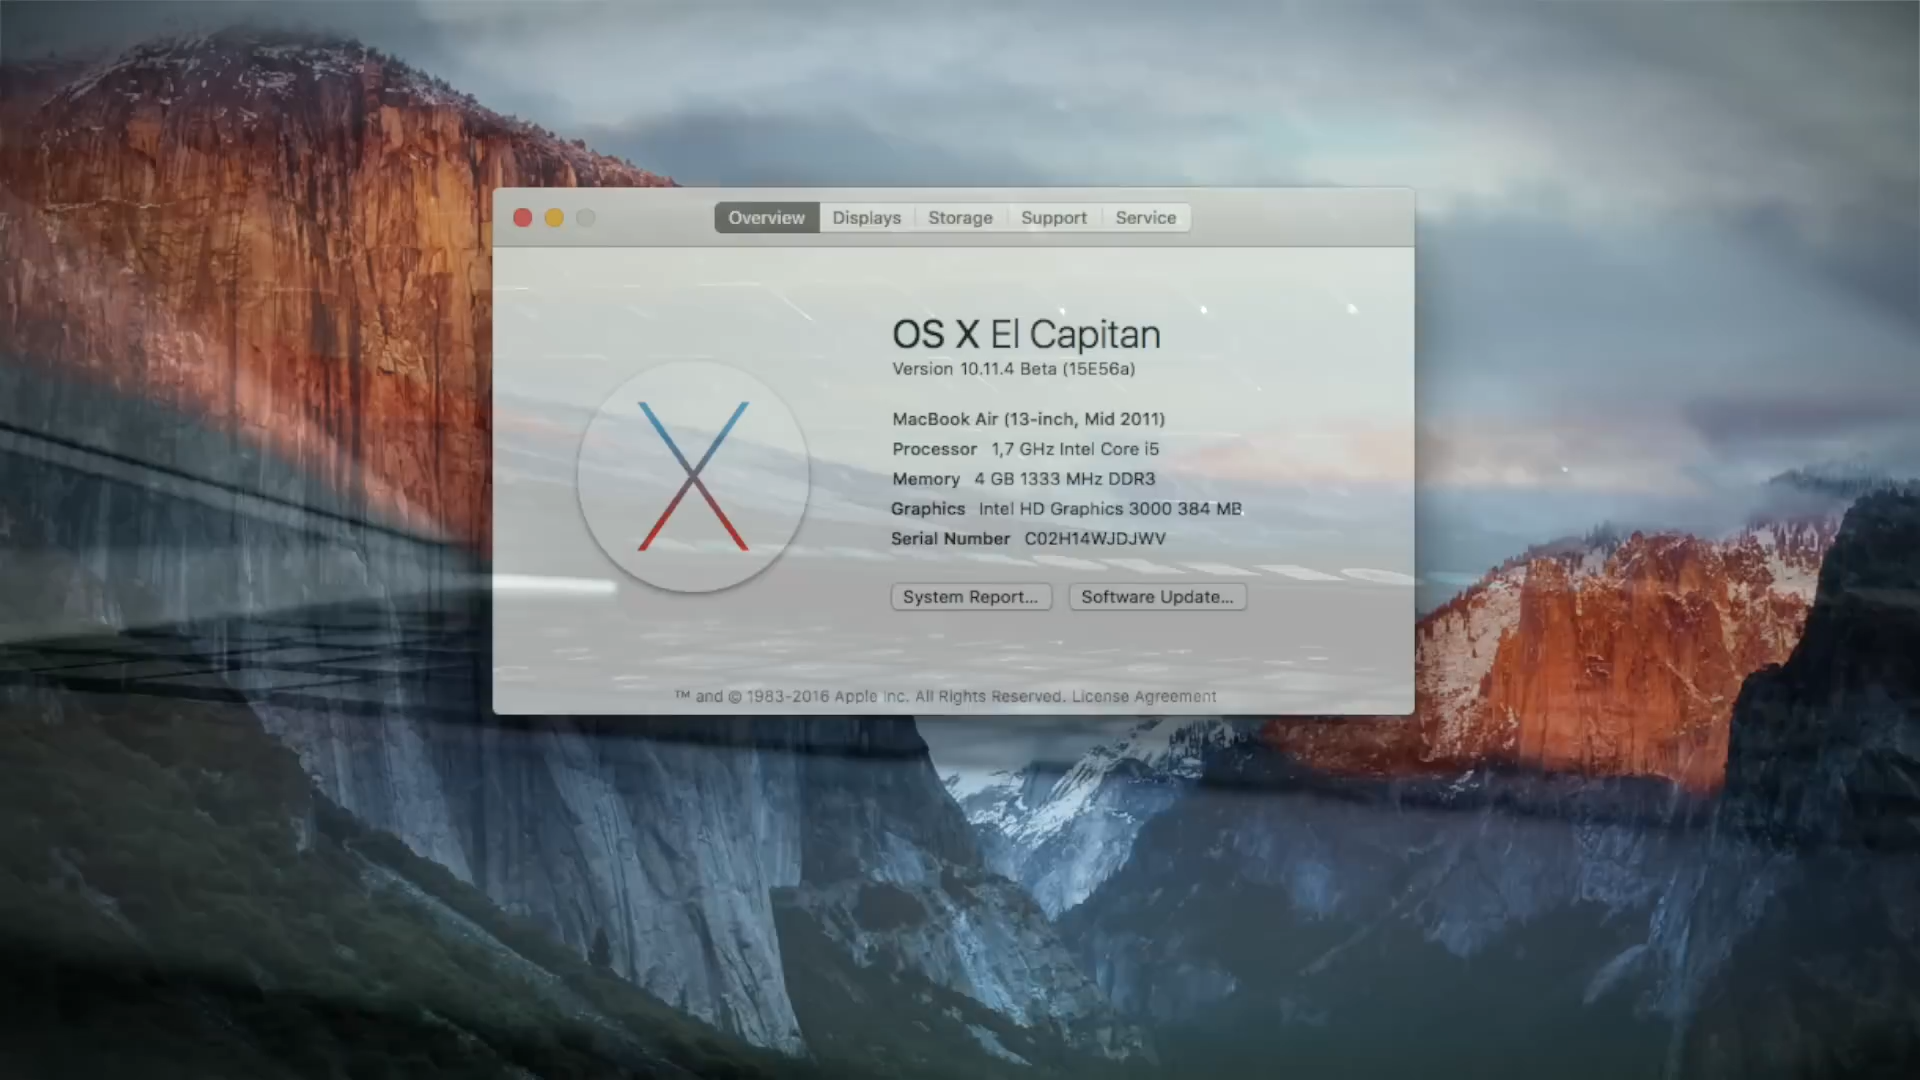 Overview Displays Storage Support Service
OS X El Capitan
Version 10.11.4 Beta (15E56a)
MacBook Air (13-inch, Mid 2011)
Processor 1,7 GHz Intel Core i5
Memory 4 GB 1333 MHz DDR3
Graphics Intel HD Graphics 3000 384 MB
Serial Number C02H14WJDJWV
System Report... Software Update...
™ and © 1983-2016 Apple Inc. All Rights Reserved. License Agreement